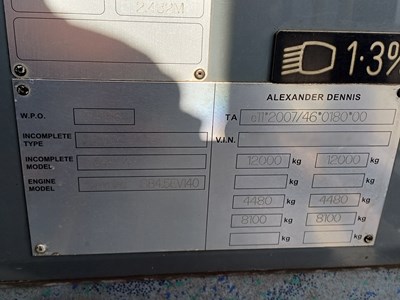 1·3%
ALEXANDER DENNIS
W.P.O.
T A e11*2007/46*0180*00
INCOMPLETE TYPE V.I.N.
INCOMPLETE MODEL 12000 kg 12000 kg
ENGINE MODEL kg kg
4480 kg 4480 kg
8100 kg 8100 kg
kg kg